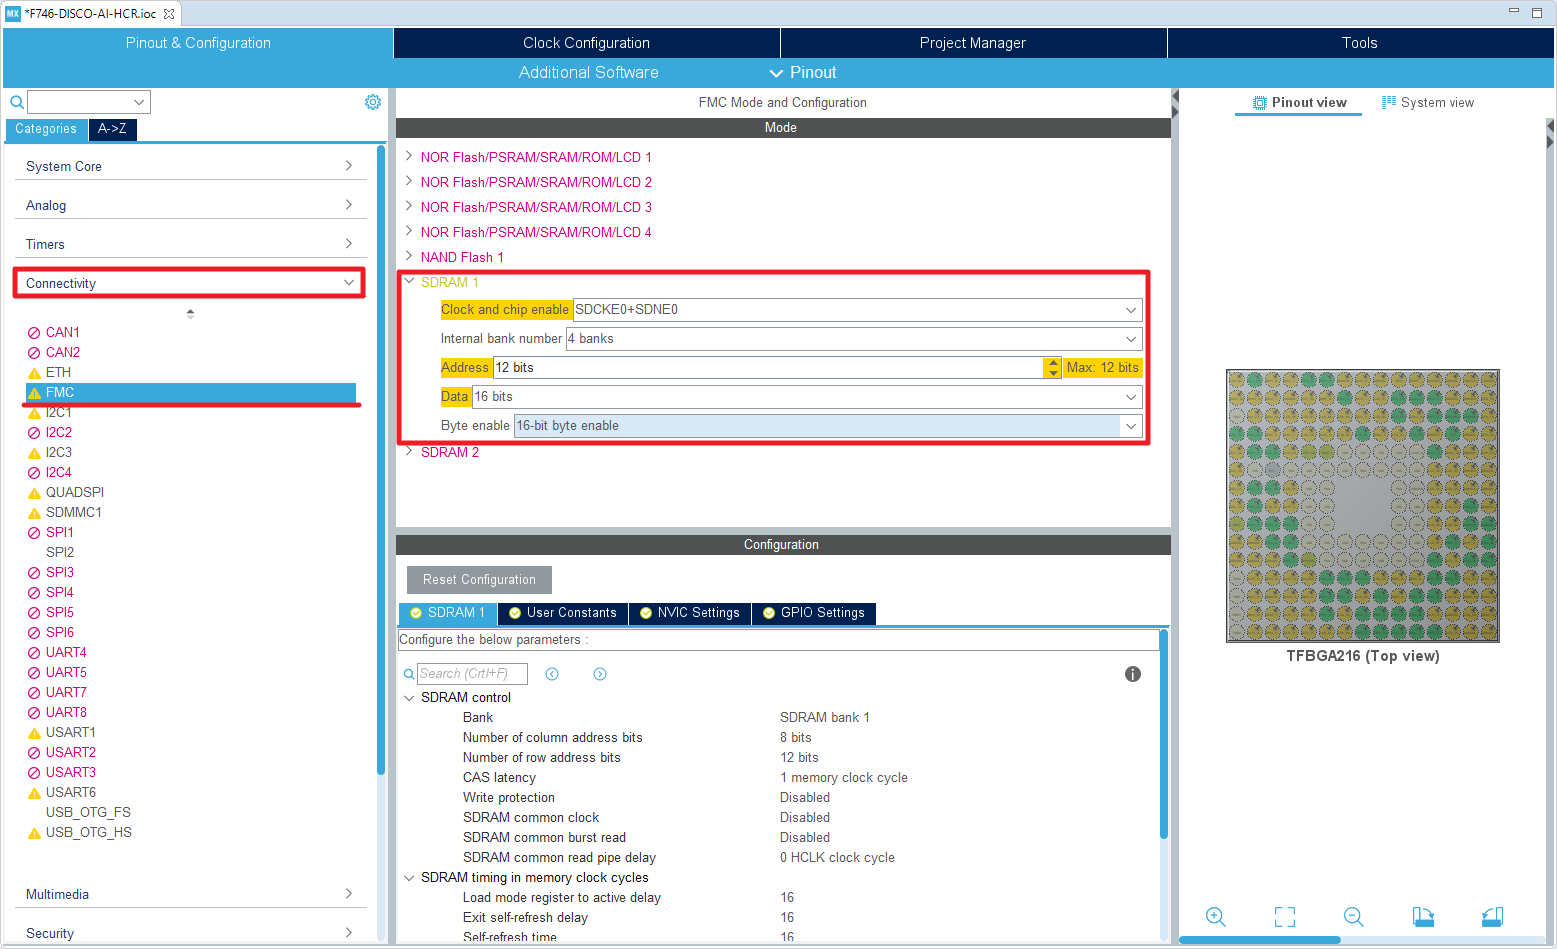 MX *F746-DISCO-AI-HCR.ioc
Pinout & Configuration
Clock Configuration
Project Manager
Tools
Additional Software
Pinout
Categories
A->Z
System Core
Analog
Timers
Connectivity
CAN1
CAN2
ETH
FMC
I2C1
I2C2
I2C3
I2C4
QUADSPI
SDMMC1
SPI1
SPI2
SPI3
SPI4
SPI5
SPI6
UART4
UART5
UART7
UART8
USART1
USART2
USART3
USART6
USB_OTG_FS
USB_OTG_HS
Multimedia
Security
FMC Mode and Configuration
Mode
NOR Flash/PSRAM/SRAM/ROM/LCD 1
NOR Flash/PSRAM/SRAM/ROM/LCD 2
NOR Flash/PSRAM/SRAM/ROM/LCD 3
NOR Flash/PSRAM/SRAM/ROM/LCD 4
NAND Flash 1
SDRAM 1
Clock and chip enable SDCKE0+SDNE0
Internal bank number 4 banks
Address 12 bits Max: 12 bits
Data 16 bits
Byte enable 16-bit byte enable
SDRAM 2
Configuration
Reset Configuration
SDRAM 1
User Constants
NVIC Settings
GPIO Settings
Configure the below parameters :
Search (Crtl+F)
SDRAM control
Bank SDRAM bank 1
Number of column address bits 8 bits
Number of row address bits 12 bits
CAS latency 1 memory clock cycle
Write protection Disabled
SDRAM common clock Disabled
SDRAM common burst read Disabled
SDRAM common read pipe delay 0 HCLK clock cycle
SDRAM timing in memory clock cycles
Load mode register to active delay 16
Exit self-refresh delay 16
Self-refresh time 16
Pinout view
System view
TFBGA216 (Top view)